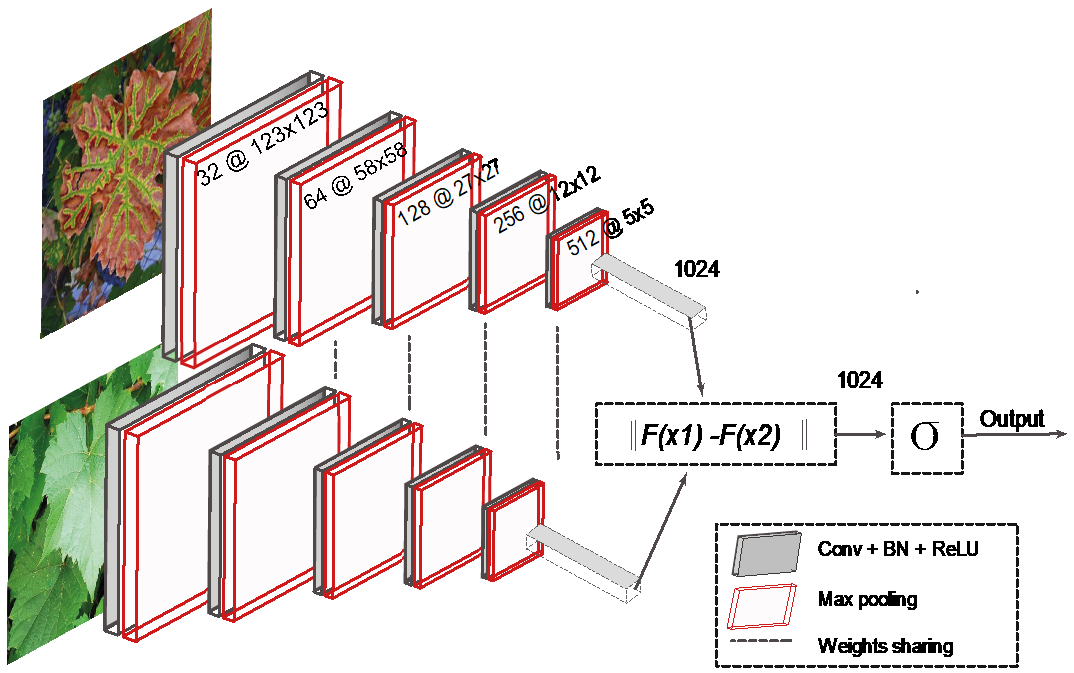 32 @ 123x123
64 @ 58x58
128 @ 27x27
256 @ 12x12
512 @ 5x5
1024
1024
‖F(x1) -F(x2) ‖
σ
Output
Conv + BN + ReLU
Max pooling
Weights sharing